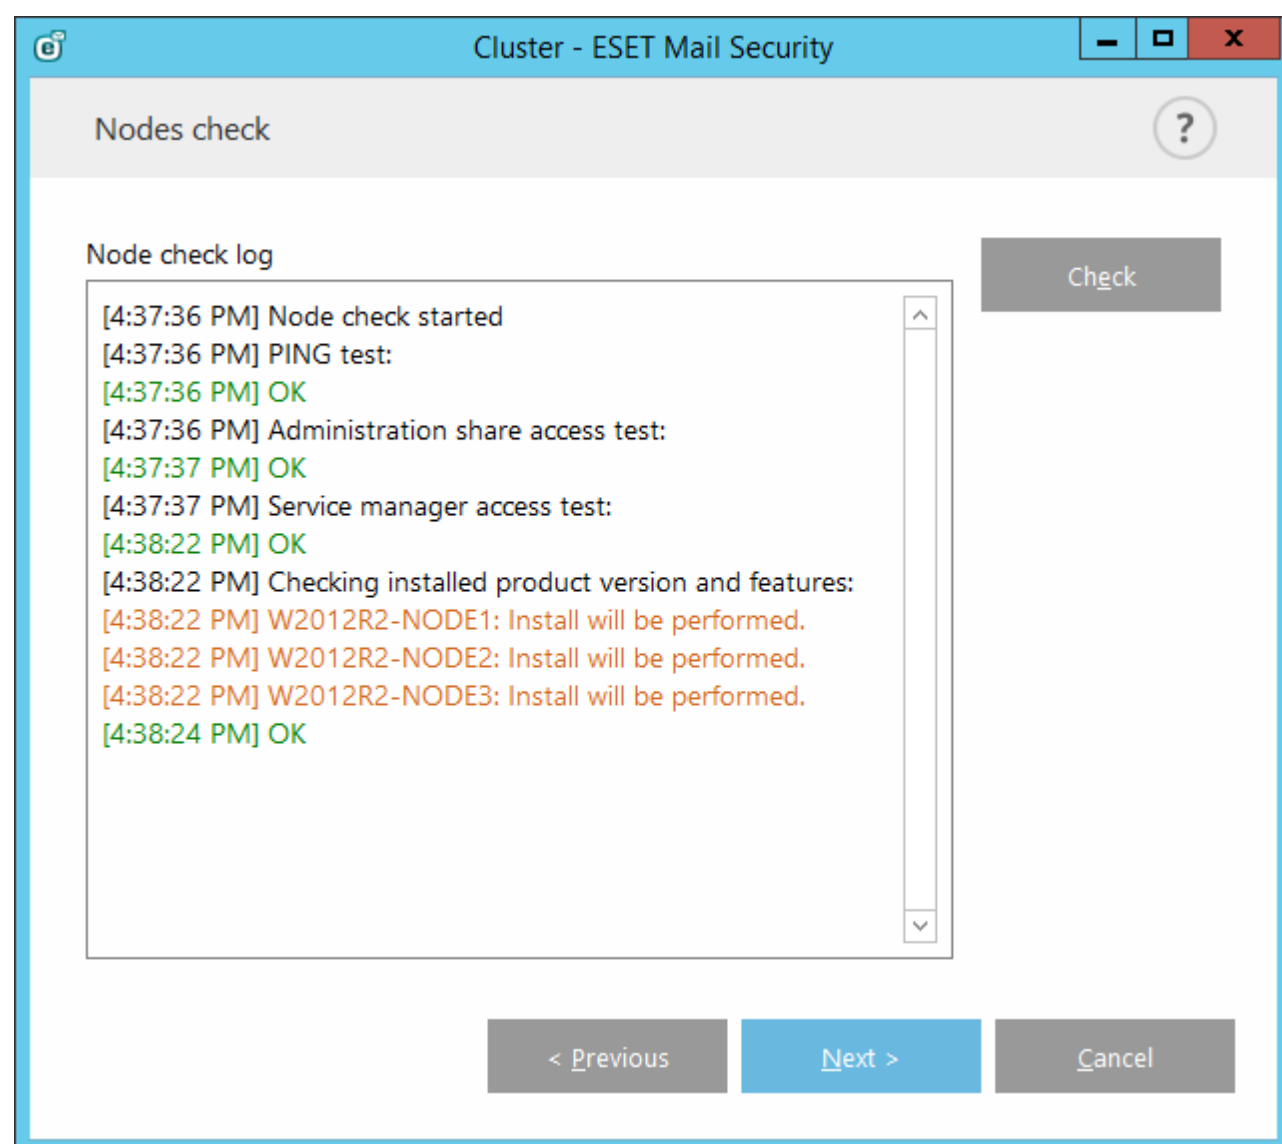 Cluster - ESET Mail Security
Nodes check
?
Node check log
Check
[4:37:36 PM] Node check started
[4:37:36 PM] PING test:
[4:37:36 PM] OK
[4:37:36 PM] Administration share access test:
[4:37:37 PM] OK
[4:37:37 PM] Service manager access test:
[4:38:22 PM] OK
[4:38:22 PM] Checking installed product version and features:
[4:38:22 PM] W2012R2-NODE1: Install will be performed.
[4:38:22 PM] W2012R2-NODE2: Install will be performed.
[4:38:22 PM] W2012R2-NODE3: Install will be performed.
[4:38:24 PM] OK
< Previous
Next >
Cancel